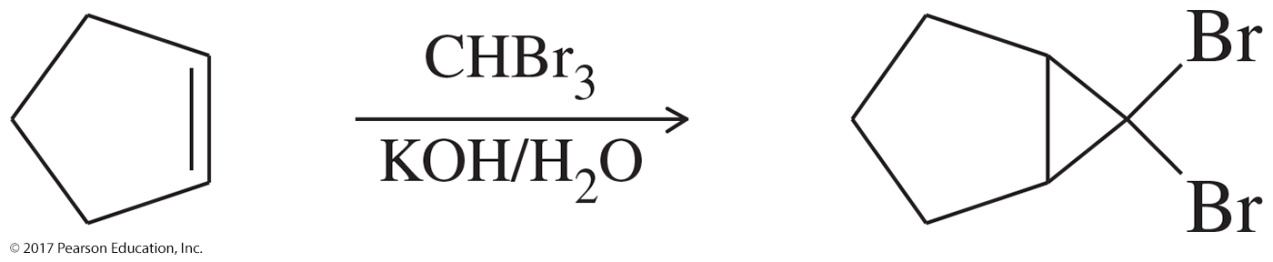 CHBr₃
KOH/H₂O
Br
Br
© 2017 Pearson Education, Inc.